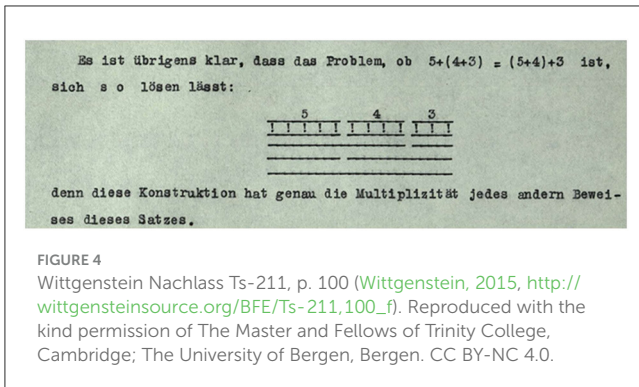 Es ist übrigens klar, dass das Problem, ob 5+(4+3) = (5+4)+3 ist,
sich s o lösen lässt:
5 4 3
! ! ! ! ! ! ! ! ! ! ! !
denn diese Konstruktion hat genau die Multiplizität jedes andern Bewei-
ses dieses Satzes.
FIGURE 4
Wittgenstein Nachlass Ts-211, p. 100 (Wittgenstein, 2015, http://
wittgensteinsource.org/BFE/Ts-211,100_f). Reproduced with the
kind permission of The Master and Fellows of Trinity College,
Cambridge; The University of Bergen, Bergen. CC BY-NC 4.0.